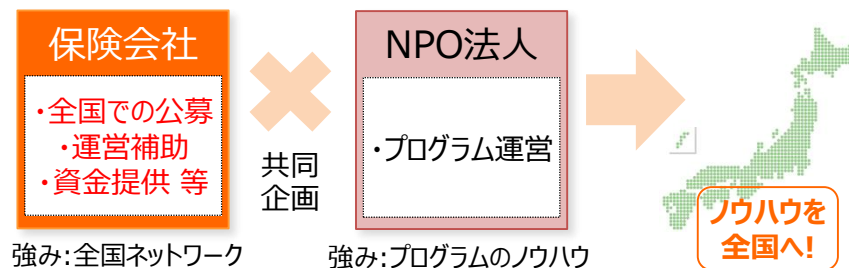 保険会社
・全国での公募
・運営補助
・資金提供 等
強み:全国ネットワーク
共同
企画
NPO法人
・プログラム運営
強み:プログラムのノウハウ
ノウハウを
全国へ!